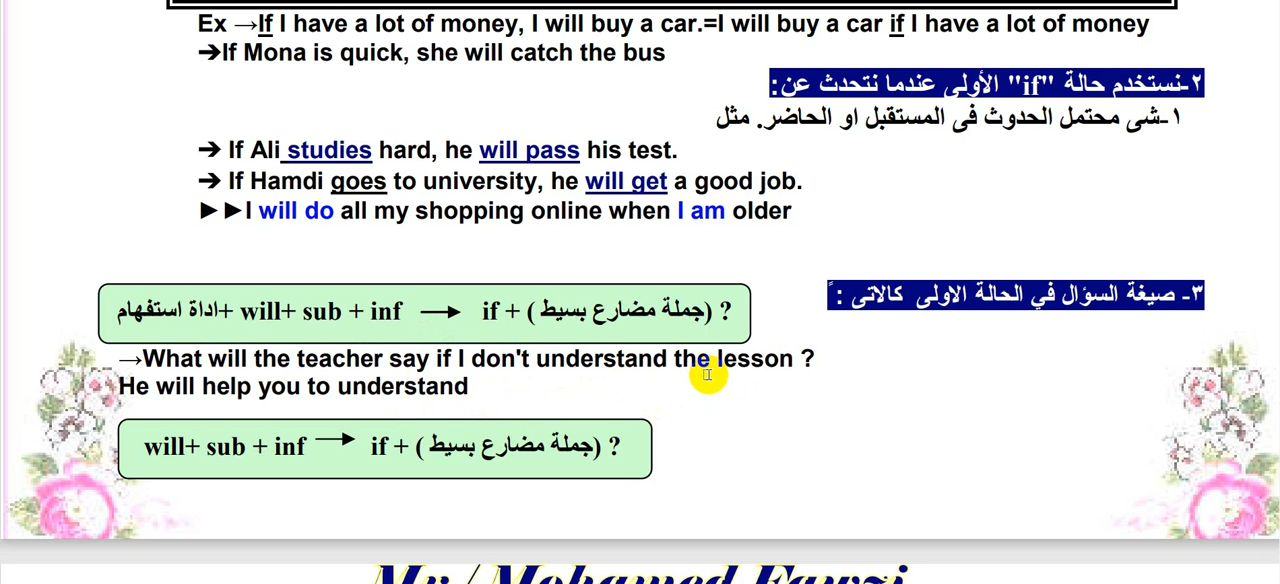 Ex →If I have a lot of money, I will buy a car.=I will buy a car if I have a lot of money
➔If Mona is quick, she will catch the bus
٢-نستخدم حالة "if" الأولى عندما نتحدث عن:
١-شى محتمل الحدوث فى المستقبل او الحاضر. مثل
➔ If Ali studies hard, he will pass his test.
➔ If Hamdi goes to university, he will get a good job.
►►I will do all my shopping online when I am older
٣- صيغة السؤال في الحالة الاولى كالاتى :
اداة استفهام+ will+ sub + inf → if + ( جملة مضارع بسيط) ?
→What will the teacher say if I don't understand the lesson ?
He will help you to understand
will+ sub + inf → if + ( جملة مضارع بسيط) ?
Mr / Mohamed Fawzi